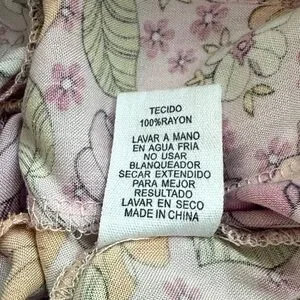 TECIDO
100%RAYON
LAVAR A MANO
EN AGUA FRIA
NO USAR
BLANQUEADOR
SECAR EXTENDIDO
PARA MEJOR
RESULTADO
LAVAR EN SECO
MADE IN CHINA